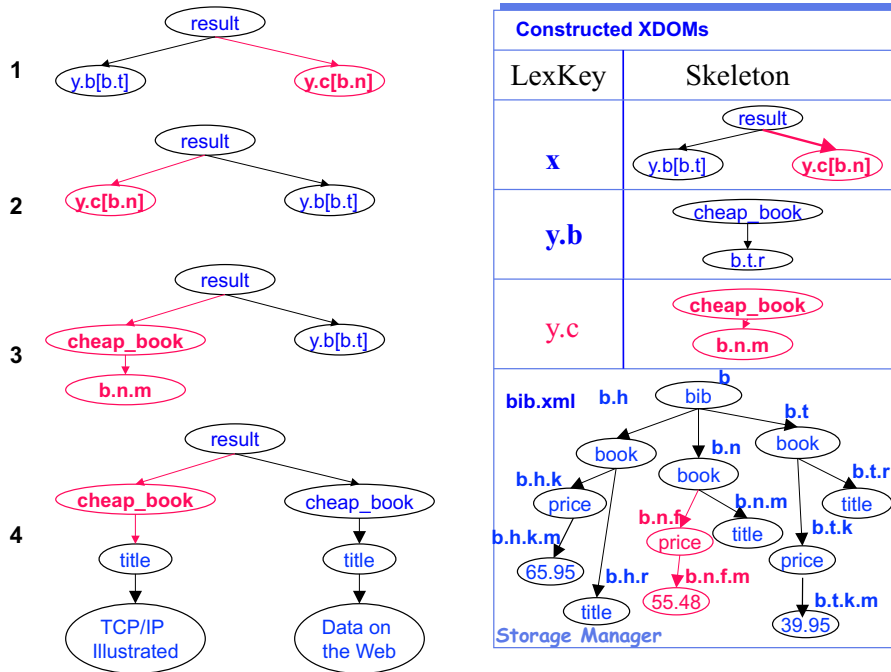 1
result
y.b[b.t]
y.c[b.n]
2
result
y.c[b.n]
y.b[b.t]
3
result
cheap_book
y.b[b.t]
b.n.m
4
result
cheap_book
cheap_book
title
title
TCP/IP
Illustrated
Data on
the Web
Constructed XDOMs
LexKey
Skeleton
x
result
y.b[b.t]
y.c[b.n]
y.b
cheap_book
b.t.r
y.c
cheap_book
b.n.m
bib.xml
b
bib
b.h
b.t
book
b.n
book
book
b.h.k
b.t.r
price
b.n.m
title
b.n.f
b.h.k.m
price
title
b.t.k
65.95
b.h.r
b.n.f.m
price
title
55.48
b.t.k.m
39.95
Storage Manager